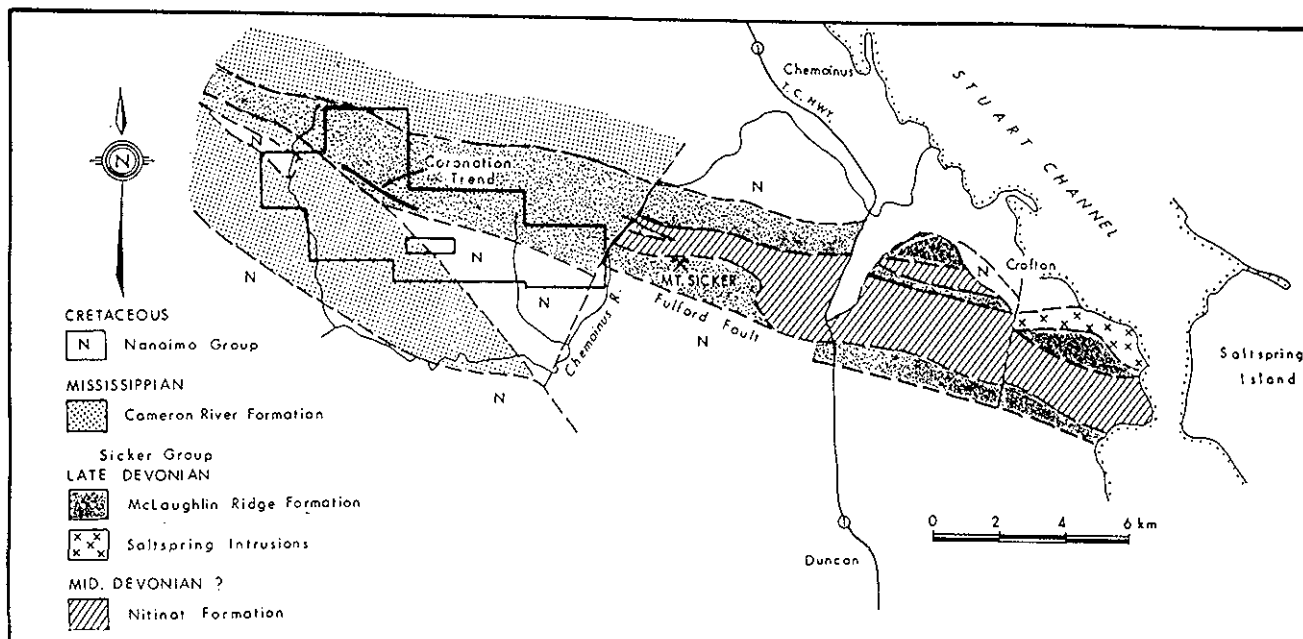 Chemainus
T.C. HWY.
STUART CHANNEL
N
N
Coronation
Trend
N
N
N
N
N
MT. SICKER
Crofton
N
Fulford Fault
Chemainus R.
N
N
Saltspring
Island
CRETACEOUS
N Nanaimo Group
MISSISSIPPIAN
Cameron River Formation
Sicker Group
LATE DEVONIAN
McLaughlin Ridge Formation
Saltspring Intrusions
MID. DEVONIAN ?
Nitinat Formation
0 2 4 6 km
Duncan